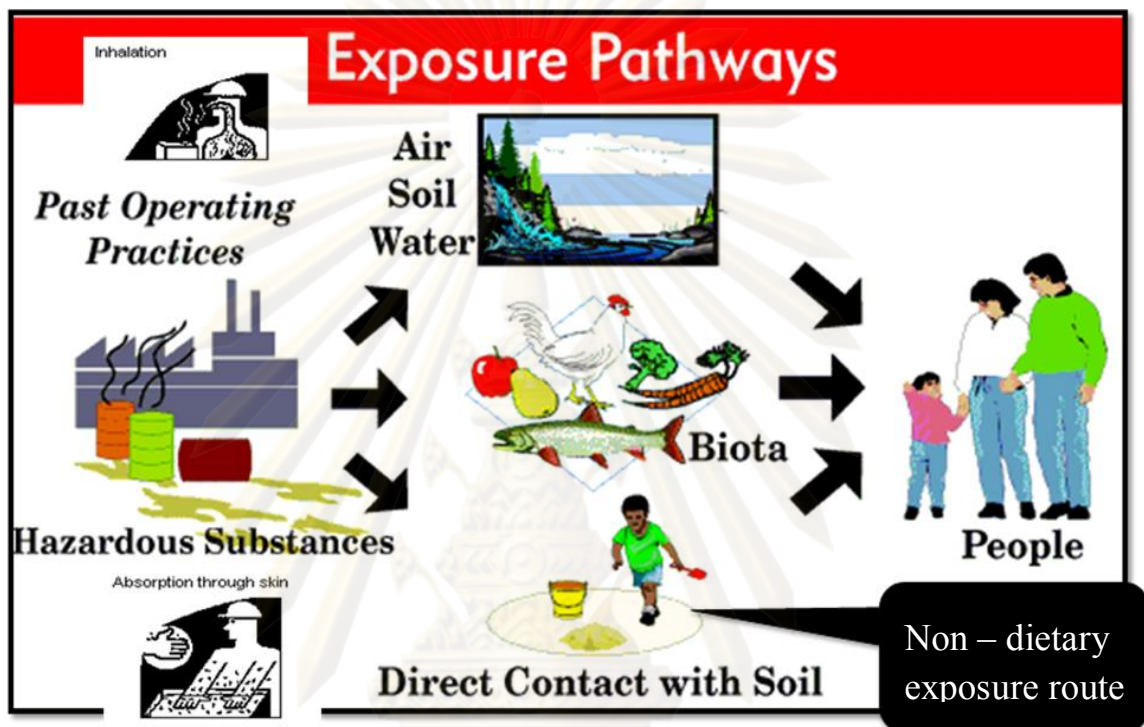 Inhalation
Exposure Pathways
Air
Soil
Water
Past Operating
Practices
Biota
Hazardous Substances
People
Absorption through skin
Direct Contact with Soil
Non – dietary
exposure route